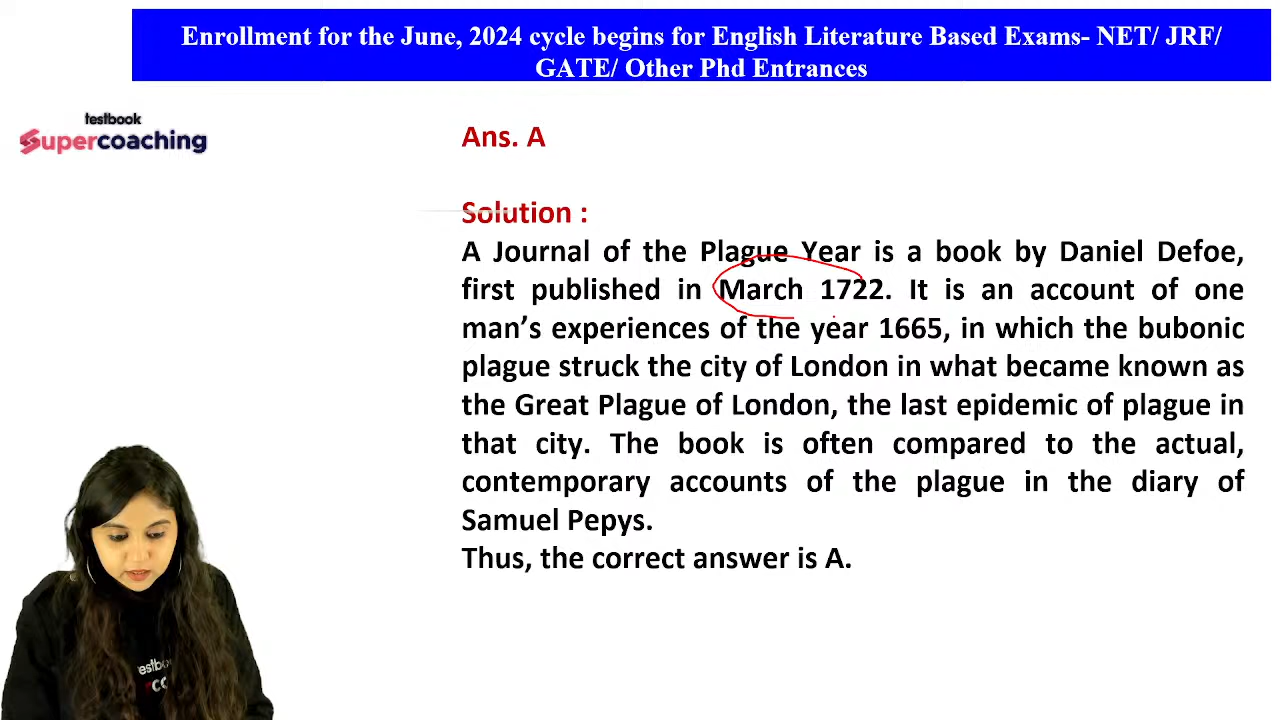 Enrollment for the June, 2024 cycle begins for English Literature Based Exams- NET/ JRF/
GATE/ Other Phd Entrances
testbook
Supercoaching
Ans. A
Solution :
A Journal of the Plague Year is a book by Daniel Defoe,
first published in March 1722. It is an account of one
man’s experiences of the year 1665, in which the bubonic
plague struck the city of London in what became known as
the Great Plague of London, the last epidemic of plague in
that city. The book is often compared to the actual,
contemporary accounts of the plague in the diary of
Samuel Pepys.
Thus, the correct answer is A.